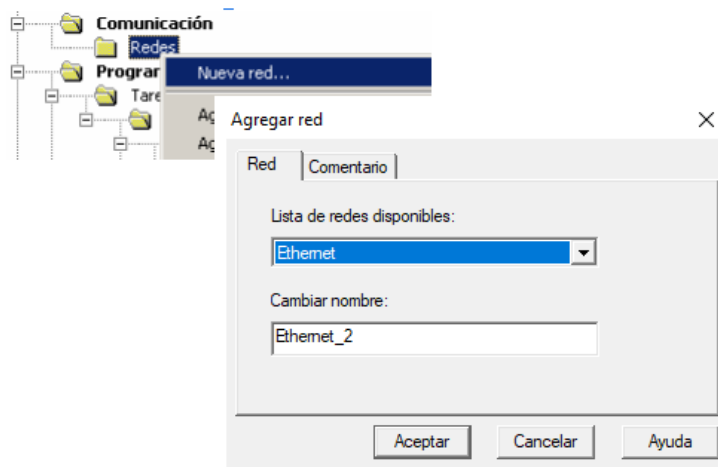 Comunicación
Redes
Nueva red...
Agregar red
Red
Comentario
Lista de redes disponibles:
Ethernet
Cambiar nombre:
Ethernet_2
Aceptar
Cancelar
Ayuda